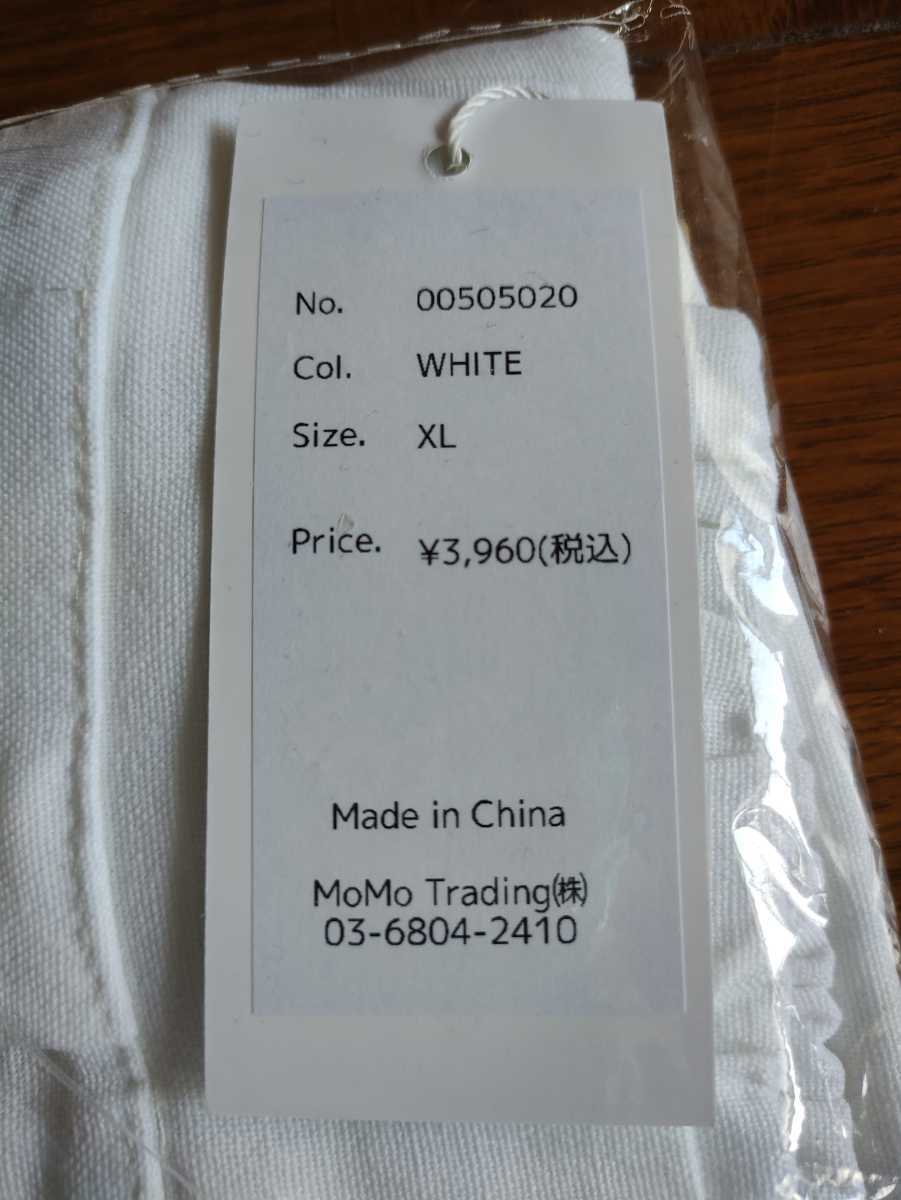 No. 00505020
Col. WHITE
Size. XL
Price. ¥3,960(税込)
Made in China
MoMo Trading㈱
03-6804-2410